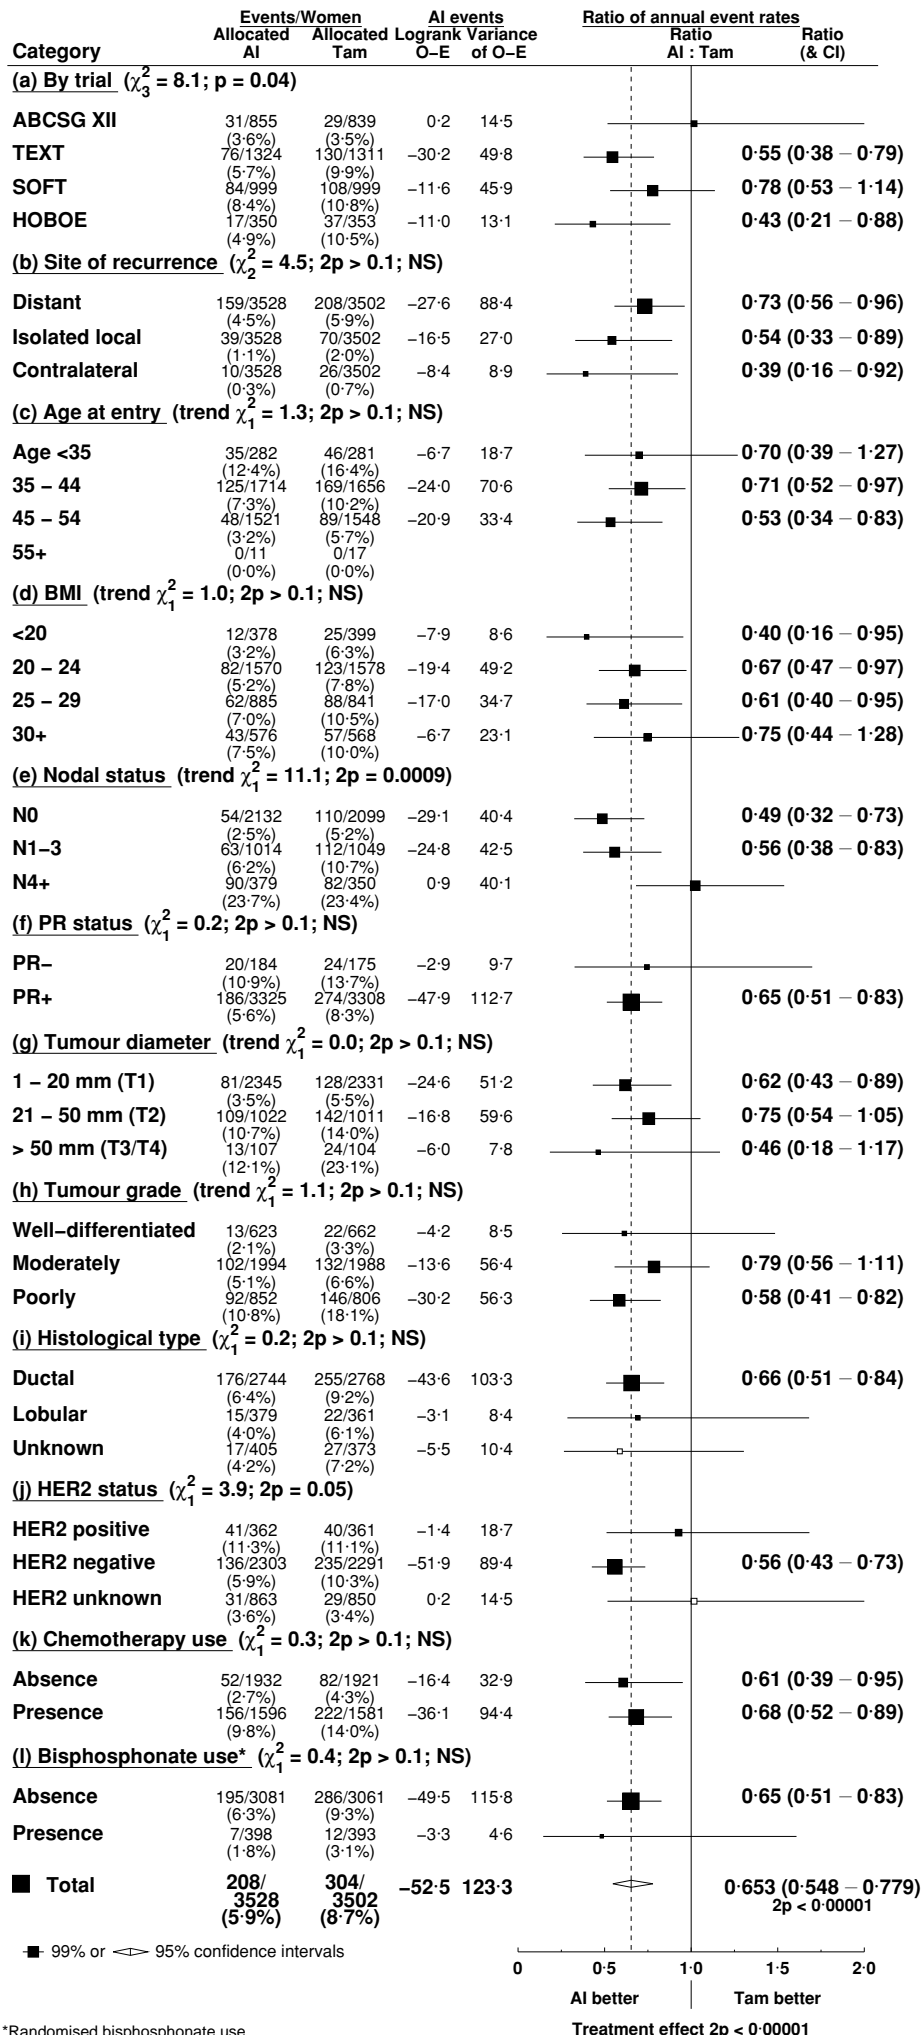 Events/Women AI events Ratio of annual event rates
Allocated Allocated Logrank Variance Ratio Ratio
Category AI Tam O−E of O−E AI : Tam (& CI)
(a) By trial (χ²₃ = 8.1; p = 0.04)
ABCSG XII 31/855 29/839 0·2 14·5
(3·6%) (3·5%)
TEXT 76/1324 130/1311 −30·2 49·8 0·55 (0·38 − 0·79)
(5·7%) (9·9%)
SOFT 84/999 108/999 −11·6 45·9 0·78 (0·53 − 1·14)
(8·4%) (10·8%)
HOBOE 17/350 37/353 −11·0 13·1 0·43 (0·21 − 0·88)
(4·9%) (10·5%)
(b) Site of recurrence (χ²₂ = 4.5; 2p > 0.1; NS)
Distant 159/3528 208/3502 −27·6 88·4 0·73 (0·56 − 0·96)
(4·5%) (5·9%)
Isolated local 39/3528 70/3502 −16·5 27·0 0·54 (0·33 − 0·89)
(1·1%) (2·0%)
Contralateral 10/3528 26/3502 −8·4 8·9 0·39 (0·16 − 0·92)
(0·3%) (0·7%)
(c) Age at entry (trend χ²₁ = 1.3; 2p > 0.1; NS)
Age <35 35/282 46/281 −6·7 18·7 0·70 (0·39 − 1·27)
(12·4%) (16·4%)
35 − 44 125/1714 169/1656 −24·0 70·6 0·71 (0·52 − 0·97)
(7·3%) (10·2%)
45 − 54 48/1521 89/1548 −20·9 33·4 0·53 (0·34 − 0·83)
(3·2%) (5·7%)
55+ 0/11 0/17
(0·0%) (0·0%)
(d) BMI (trend χ²₁ = 1.0; 2p > 0.1; NS)
<20 12/378 25/399 −7·9 8·6 0·40 (0·16 − 0·95)
(3·2%) (6·3%)
20 − 24 82/1570 123/1578 −19·4 49·2 0·67 (0·47 − 0·97)
(5·2%) (7·8%)
25 − 29 62/885 88/841 −17·0 34·7 0·61 (0·40 − 0·95)
(7·0%) (10·5%)
30+ 43/576 57/568 −6·7 23·1 0·75 (0·44 − 1·28)
(7·5%) (10·0%)
(e) Nodal status (trend χ²₁ = 11.1; 2p = 0.0009)
N0 54/2132 110/2099 −29·1 40·4 0·49 (0·32 − 0·73)
(2·5%) (5·2%)
N1−3 63/1014 112/1049 −24·8 42·5 0·56 (0·38 − 0·83)
(6·2%) (10·7%)
N4+ 90/379 82/350 0·9 40·1
(23·7%) (23·4%)
(f) PR status (χ²₁ = 0.2; 2p > 0.1; NS)
PR− 20/184 24/175 −2·9 9·7
(10·9%) (13·7%)
PR+ 186/3325 274/3308 −47·9 112·7 0·65 (0·51 − 0·83)
(5·6%) (8·3%)
(g) Tumour diameter (trend χ²₁ = 0.0; 2p > 0.1; NS)
1 − 20 mm (T1) 81/2345 128/2331 −24·6 51·2 0·62 (0·43 − 0·89)
(3·5%) (5·5%)
21 − 50 mm (T2) 109/1022 142/1011 −16·8 59·6 0·75 (0·54 − 1·05)
(10·7%) (14·0%)
> 50 mm (T3/T4) 13/107 24/104 −6·0 7·8 0·46 (0·18 − 1·17)
(12·1%) (23·1%)
(h) Tumour grade (trend χ²₁ = 1.1; 2p > 0.1; NS)
Well−differentiated 13/623 22/662 −4·2 8·5
(2·1%) (3·3%)
Moderately 102/1994 132/1988 −13·6 56·4 0·79 (0·56 − 1·11)
(5·1%) (6·6%)
Poorly 92/852 146/806 −30·2 56·3 0·58 (0·41 − 0·82)
(10·8%) (18·1%)
(i) Histological type (χ²₁ = 0.2; 2p > 0.1; NS)
Ductal 176/2744 255/2768 −43·6 103·3 0·66 (0·51 − 0·84)
(6·4%) (9·2%)
Lobular 15/379 22/361 −3·1 8·4
(4·0%) (6·1%)
Unknown 17/405 27/373 −5·5 10·4
(4·2%) (7·2%)
(j) HER2 status (χ²₁ = 3.9; 2p = 0.05)
HER2 positive 41/362 40/361 −1·4 18·7
(11·3%) (11·1%)
HER2 negative 136/2303 235/2291 −51·9 89·4 0·56 (0·43 − 0·73)
(5·9%) (10·3%)
HER2 unknown 31/863 29/850 0·2 14·5
(3·6%) (3·4%)
(k) Chemotherapy use (χ²₁ = 0.3; 2p > 0.1; NS)
Absence 52/1932 82/1921 −16·4 32·9 0·61 (0·39 − 0·95)
(2·7%) (4·3%)
Presence 156/1596 222/1581 −36·1 94·4 0·68 (0·52 − 0·89)
(9·8%) (14·0%)
(l) Bisphosphonate use* (χ²₁ = 0.4; 2p > 0.1; NS)
Absence 195/3081 286/3061 −49·5 115·8 0·65 (0·51 − 0·83)
(6·3%) (9·3%)
Presence 7/398 12/393 −3·3 4·6
(1·8%) (3·1%)
Total 208/ 304/ −52·5 123·3 0·653 (0·548 − 0·779)
3528 3502 2p < 0·00001
(5·9%) (8·7%)
99% or 95% confidence intervals
0 0·5 1·0 1·5 2·0
AI better Tam better
*Randomised bisphosphonate use Treatment effect 2p < 0·00001